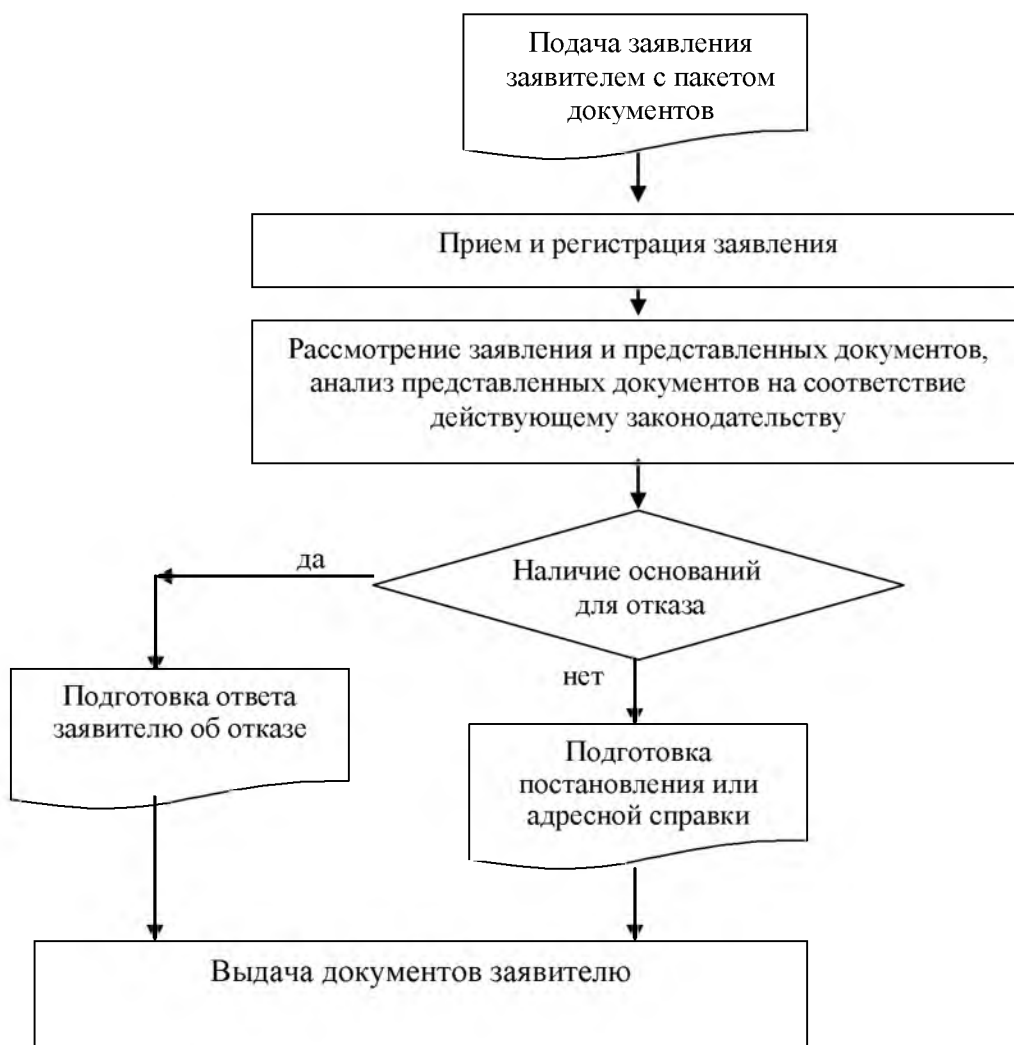 Подача заявления
заявителем с пакетом
документов
Прием и регистрация заявления
Рассмотрение заявления и представленных документов,
анализ представленных документов на соответствие
действующему законодательству
Наличие оснований
для отказа
да
нет
Подготовка ответа
заявителю об отказе
Подготовка
постановления или
адресной справки
Выдача документов заявителю